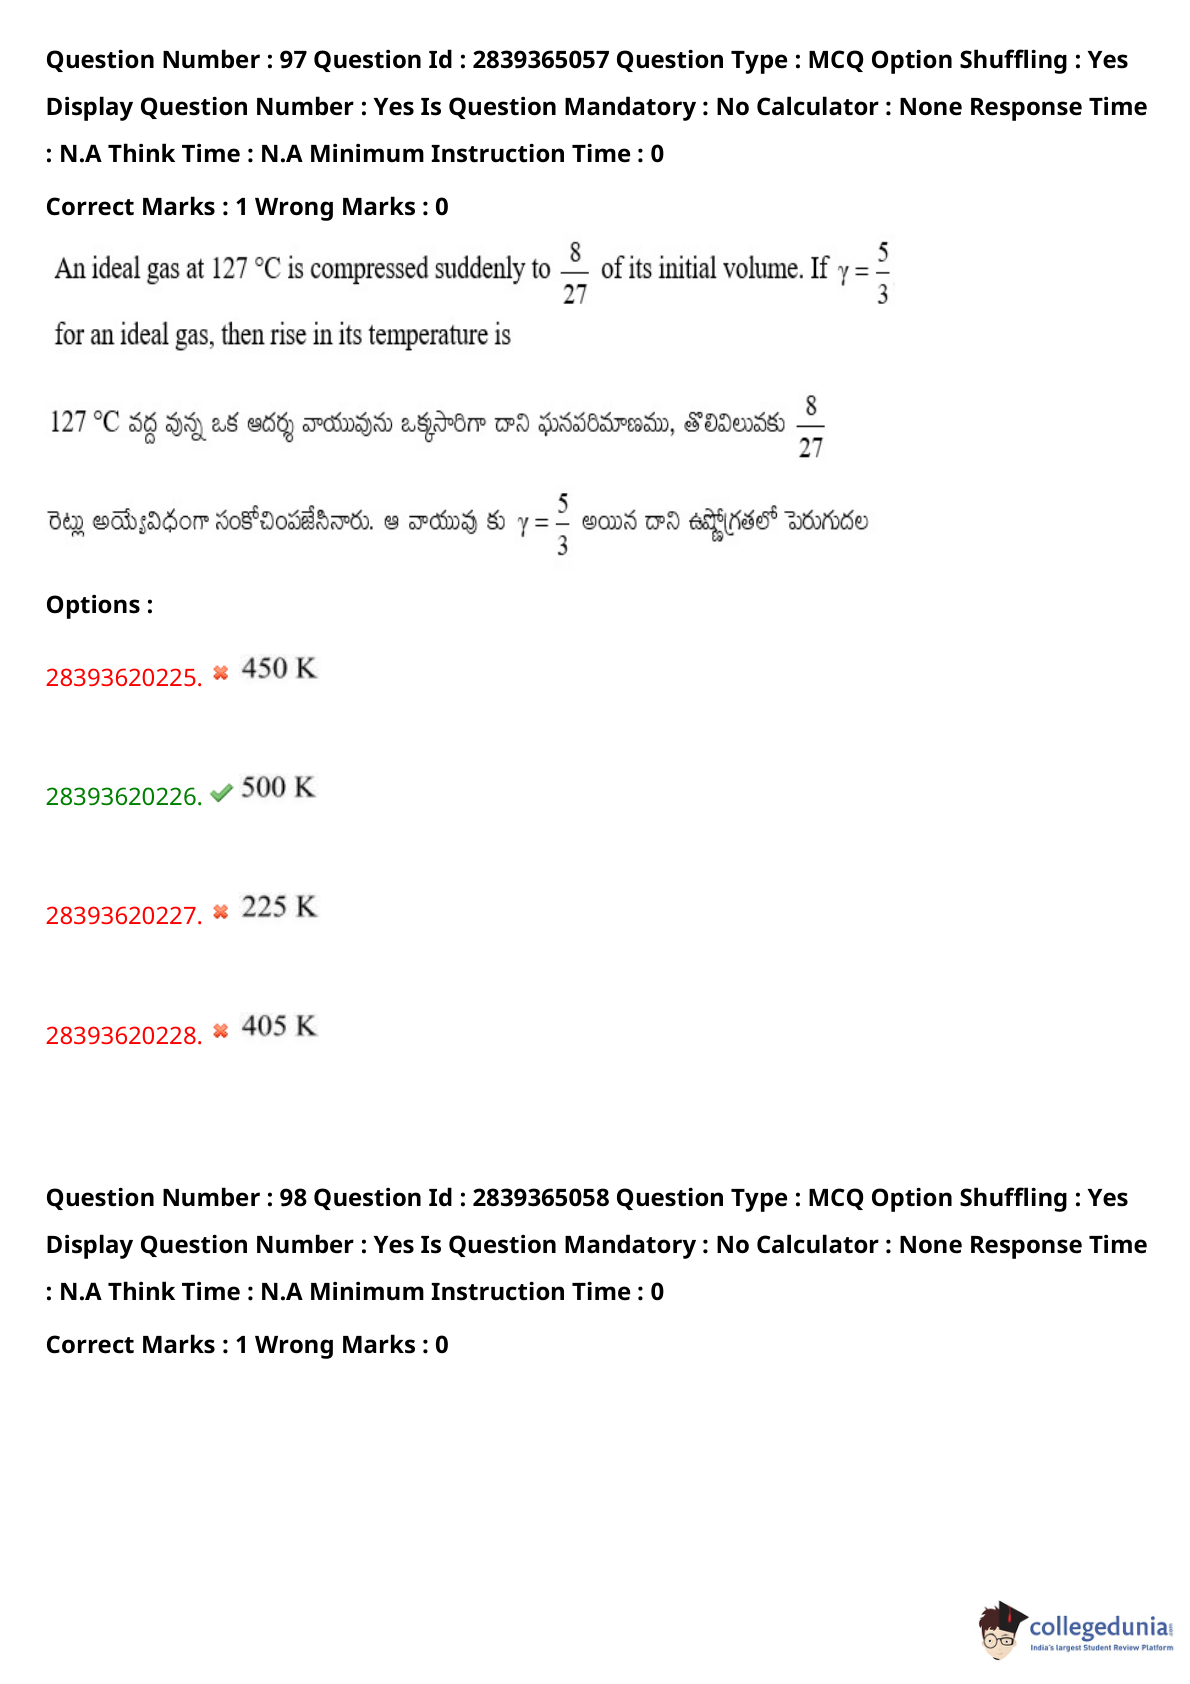 Question Number : 97 Question Id : 2839365057 Question Type : MCQ Option Shuffling : Yes
Display Question Number : Yes Is Question Mandatory : No Calculator : None Response Time
: N.A Think Time : N.A Minimum Instruction Time : 0
Correct Marks : 1 Wrong Marks : 0
An ideal gas at 127 °C is compressed suddenly to 8/27 of its initial volume. If γ = 5/3
for an ideal gas, then rise in its temperature is
127 °C వద్ద వున్న ఒక ఆదర్శ వాయువును ఒక్కసారిగా దాని ఘనపరిమాణము, తొలివిలువకు 8/27
రెట్లు అయ్యేవిధంగా సంకోచింపజేసినారు. ఆ వాయువు కు γ = 5/3 అయిన దాని ఉష్ణోగ్రతలో పెరుగుదల
Options :
28393620225. 450 K
28393620226. 500 K
28393620227. 225 K
28393620228. 405 K
Question Number : 98 Question Id : 2839365058 Question Type : MCQ Option Shuffling : Yes
Display Question Number : Yes Is Question Mandatory : No Calculator : None Response Time
: N.A Think Time : N.A Minimum Instruction Time : 0
Correct Marks : 1 Wrong Marks : 0
collegedunia
India's largest Student Review Platform